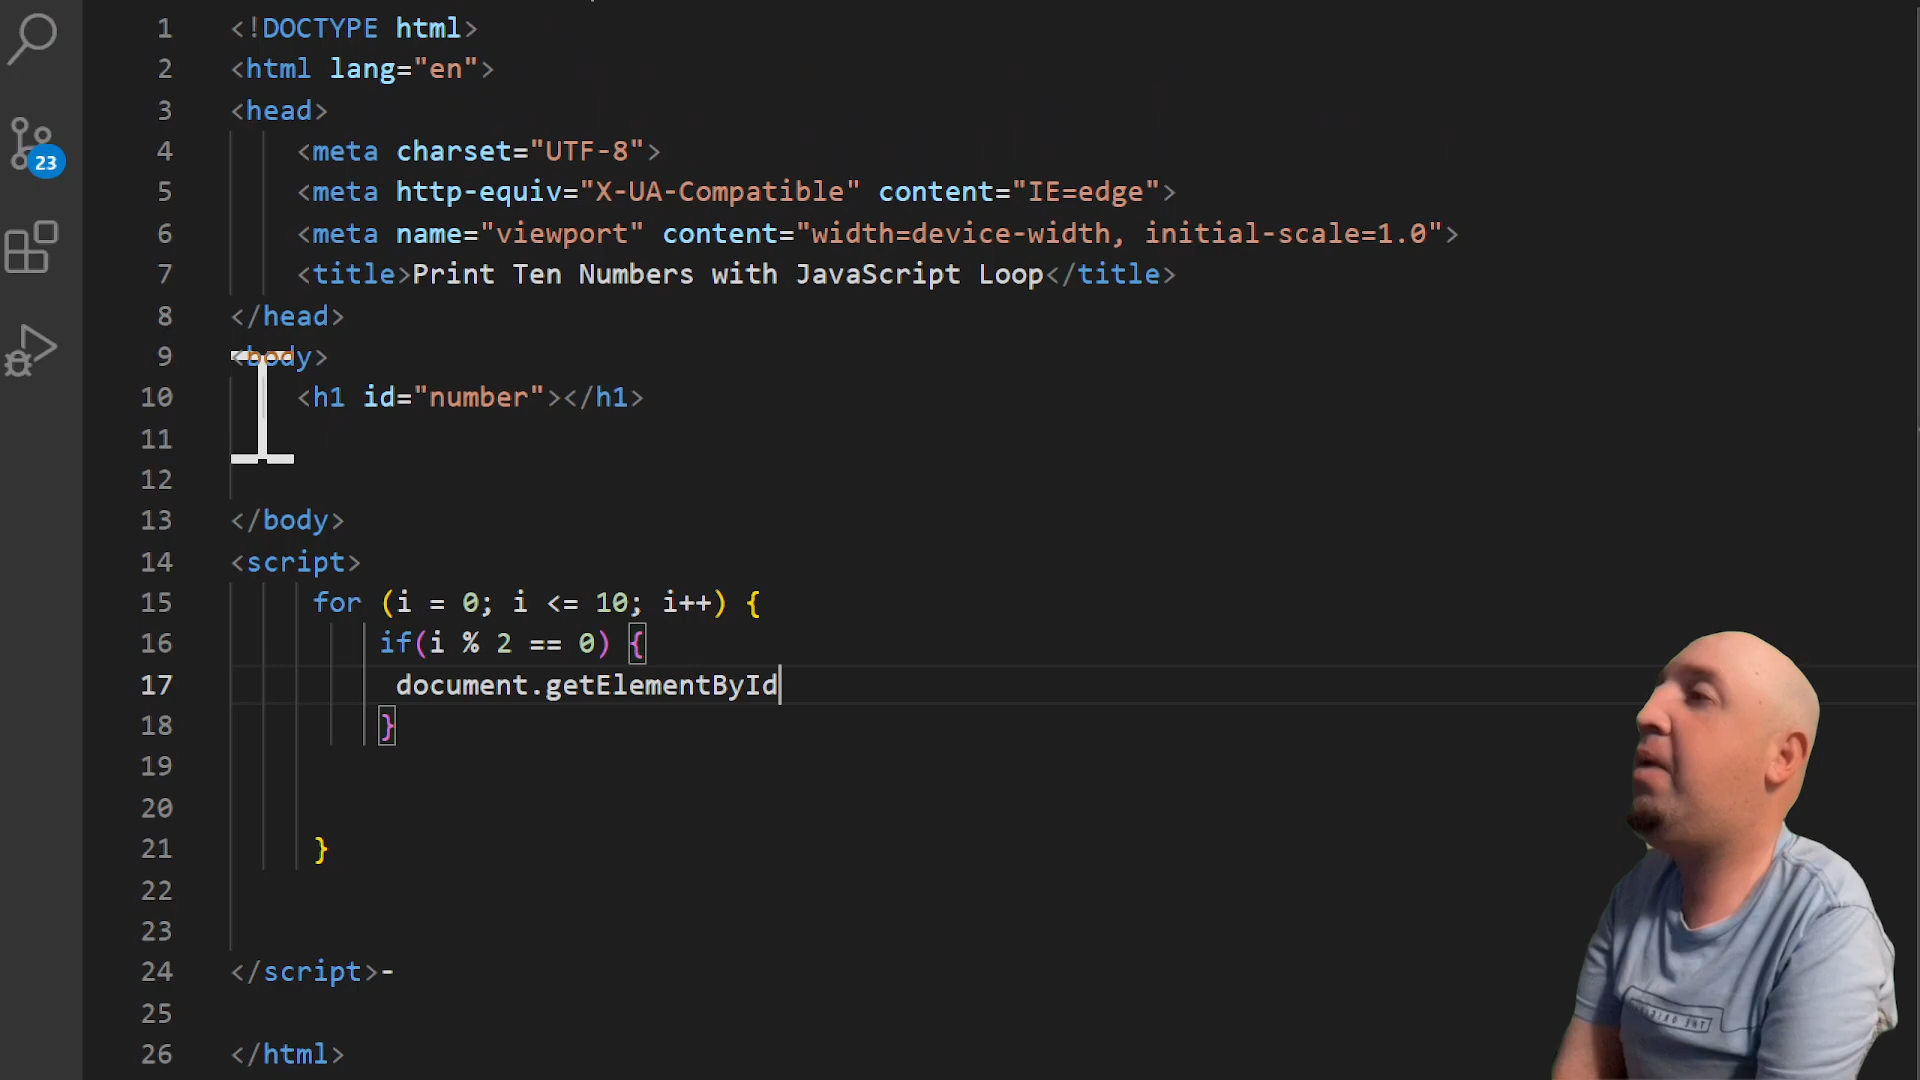 1 <!DOCTYPE html>
2 <html lang="en">
3 <head>
4 <meta charset="UTF-8">
5 <meta http-equiv="X-UA-Compatible" content="IE=edge">
6 <meta name="viewport" content="width=device-width, initial-scale=1.0">
7 <title>Print Ten Numbers with JavaScript Loop</title>
8 </head>
9 <body>
10 <h1 id="number"></h1>
11
12
13 </body>
14 <script>
15 for (i = 0; i <= 10; i++) {
16 if(i % 2 == 0) {
17 document.getElementById
18 }
19
20
21 }
22
23
24 </script>-
25
26 </html>
23